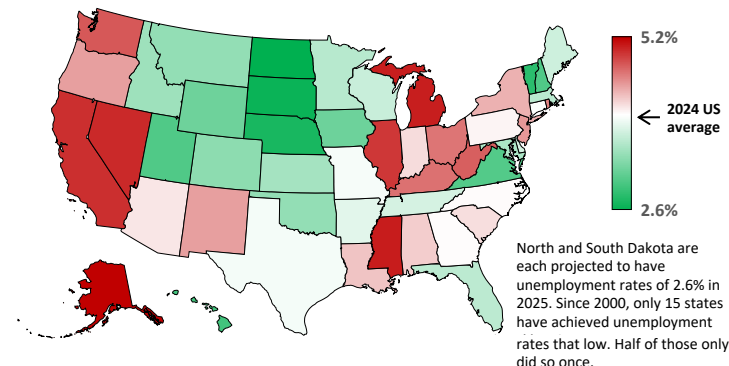 5.2%
2024 US
average
2.6%
North and South Dakota are
each projected to have
unemployment rates of 2.6% in
2025. Since 2000, only 15 states
have achieved unemployment
rates that low. Half of those only
did so once.